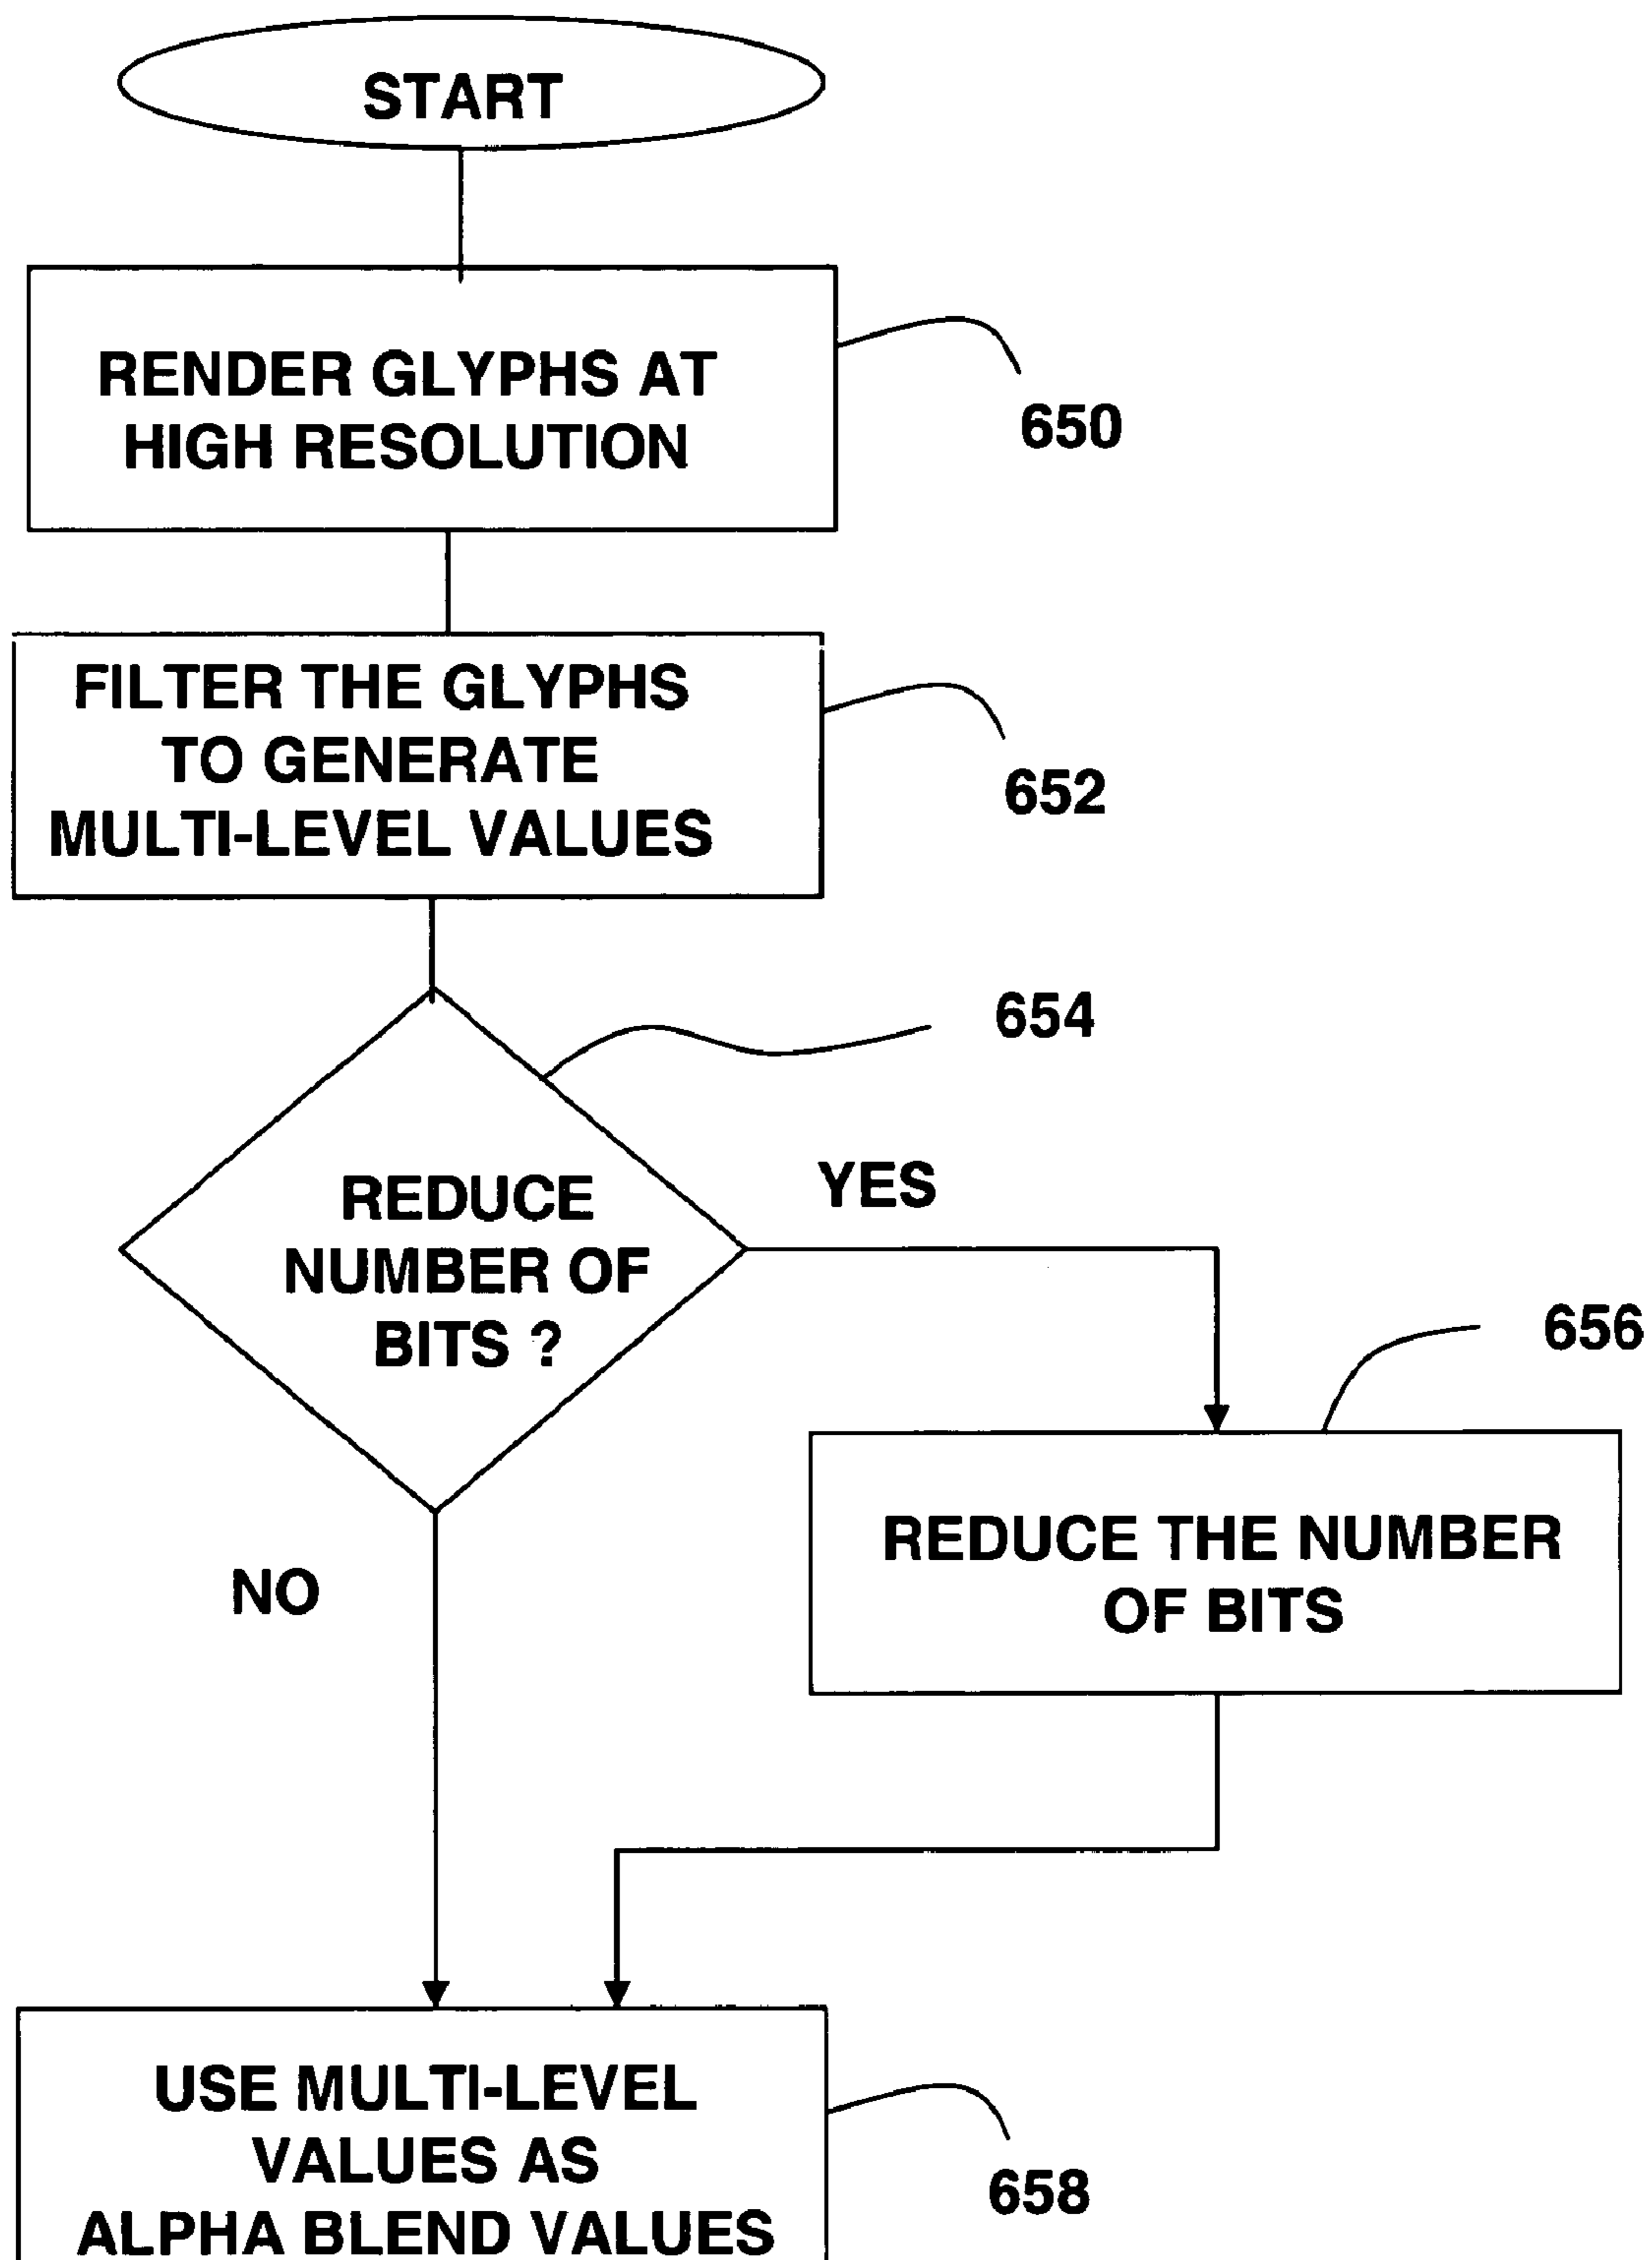 START
RENDER GLYPHS AT
HIGH RESOLUTION
650
FILTER THE GLYPHS
TO GENERATE
MULTI-LEVEL VALUES
652
654
REDUCE
NUMBER OF
BITS ?
YES
656
REDUCE THE NUMBER
OF BITS
NO
USE MULTI-LEVEL
VALUES AS
ALPHA BLEND VALUES
658